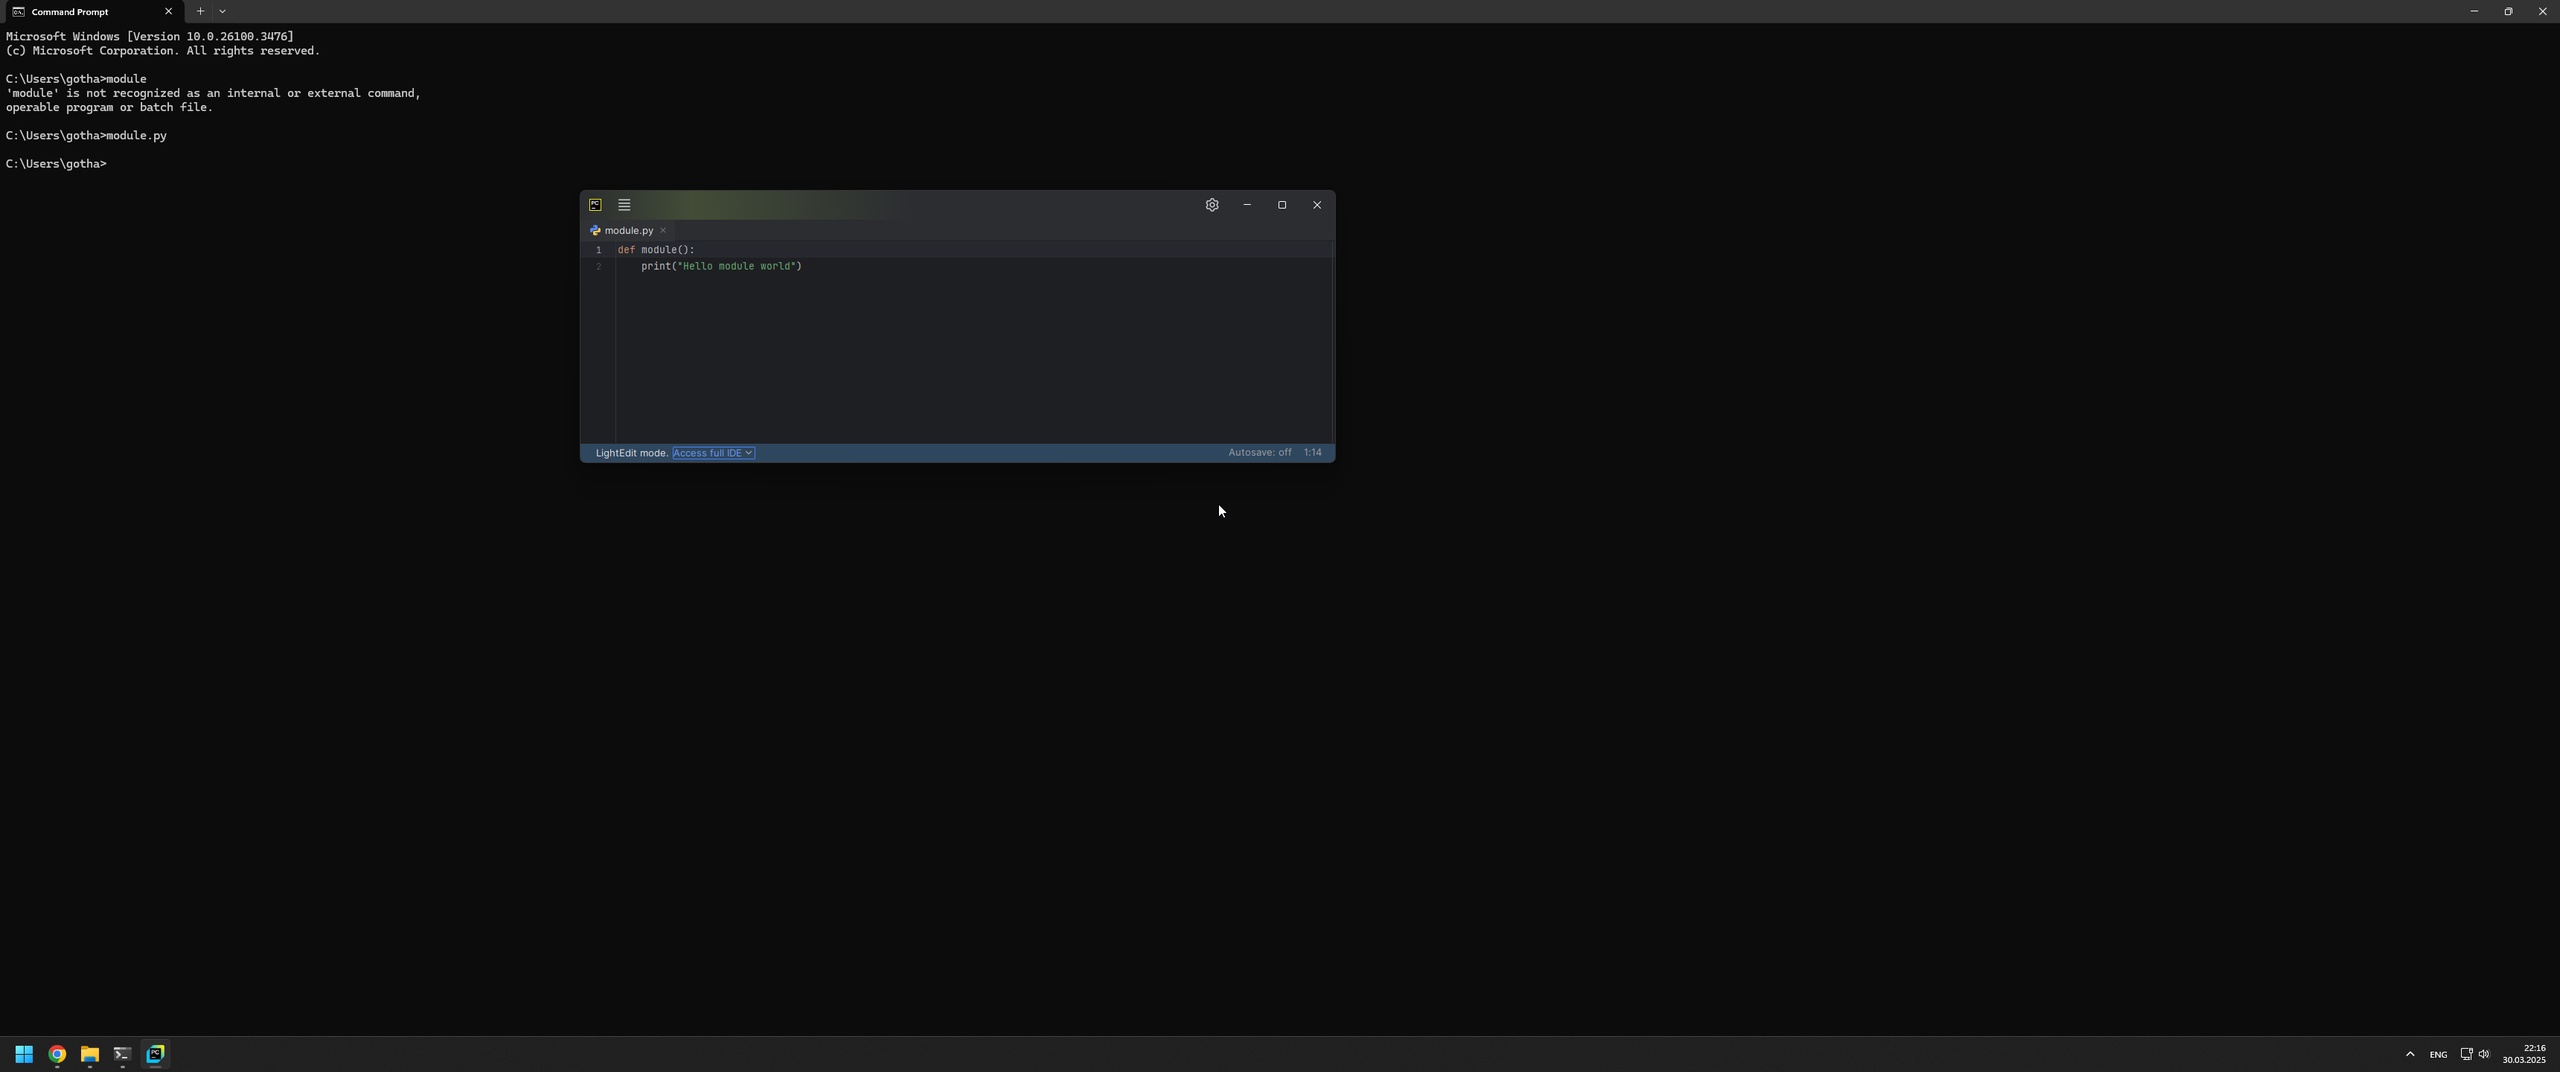 Command Prompt
Microsoft Windows [Version 10.0.26100.3476]
(c) Microsoft Corporation. All rights reserved.
C:\Users\gotha>module
'module' is not recognized as an internal or external command,
operable program or batch file.
C:\Users\gotha>module.py
C:\Users\gotha>
PC
module.py
1 def module():
2 print("Hello module world")
LightEdit mode. Access full IDE Autosave: off 1:14
PC
ENG
22:16
30.03.2025